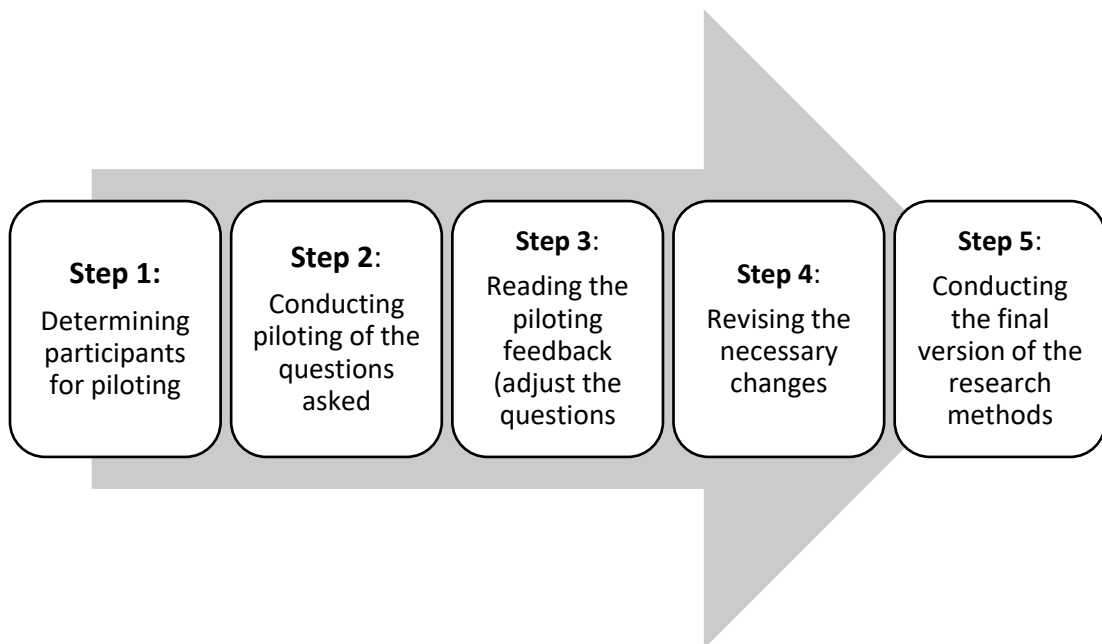 Step 1:
Determining
participants
for piloting
Step 2:
Conducting
piloting of the
questions
asked
Step 3:
Reading the
piloting
feedback
(adjust the
questions
Step 4:
Revising the
necessary
changes
Step 5:
Conducting
the final
version of the
research
methods